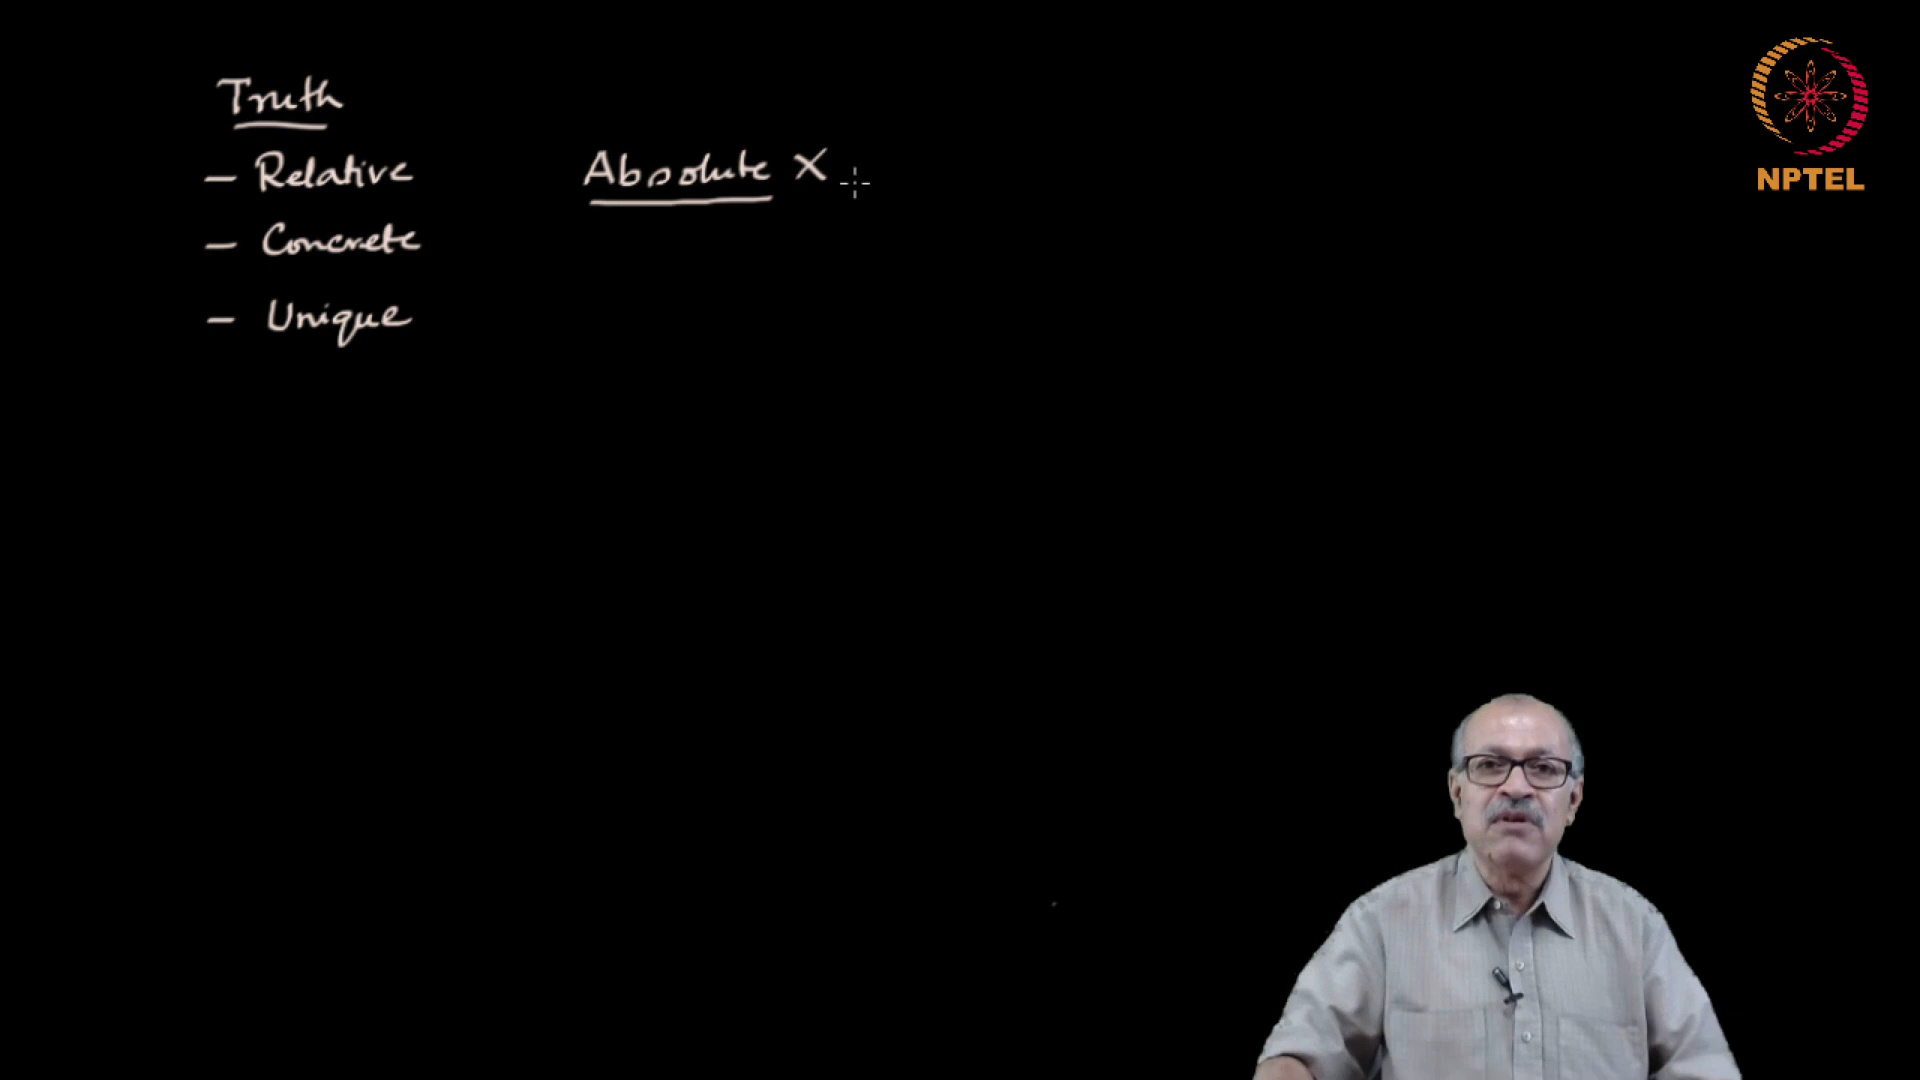 Truth
– Relative Absolute X
– Concrete
– Unique
NPTEL